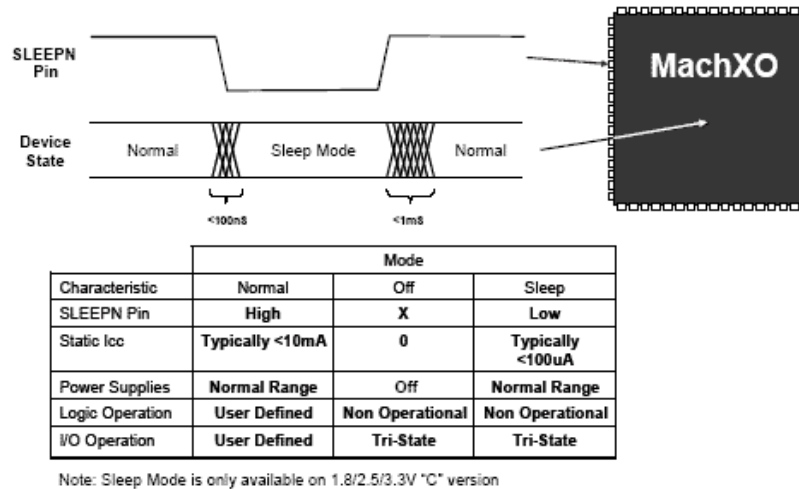 SLEEPN
Pin
MachXO
Device
State
Normal
Sleep Mode
Normal
<100nS
<1mS
Mode
Characteristic Normal Off Sleep
SLEEPN Pin High X Low
Static Icc Typically <10mA 0 Typically
<100uA
Power Supplies Normal Range Off Normal Range
Logic Operation User Defined Non Operational Non Operational
I/O Operation User Defined Tri-State Tri-State
Note: Sleep Mode is only available on 1.8/2.5/3.3V "C" version